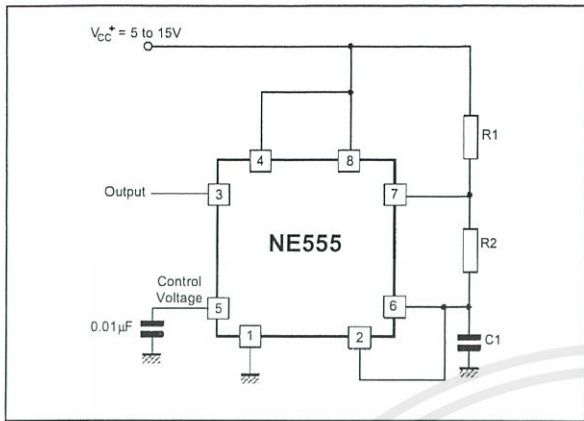 V_CC^+ = 5 to 15V
4
8
R1
Output
3
7
NE555
R2
Control
Voltage
5
6
0.01µF
1
2
C1